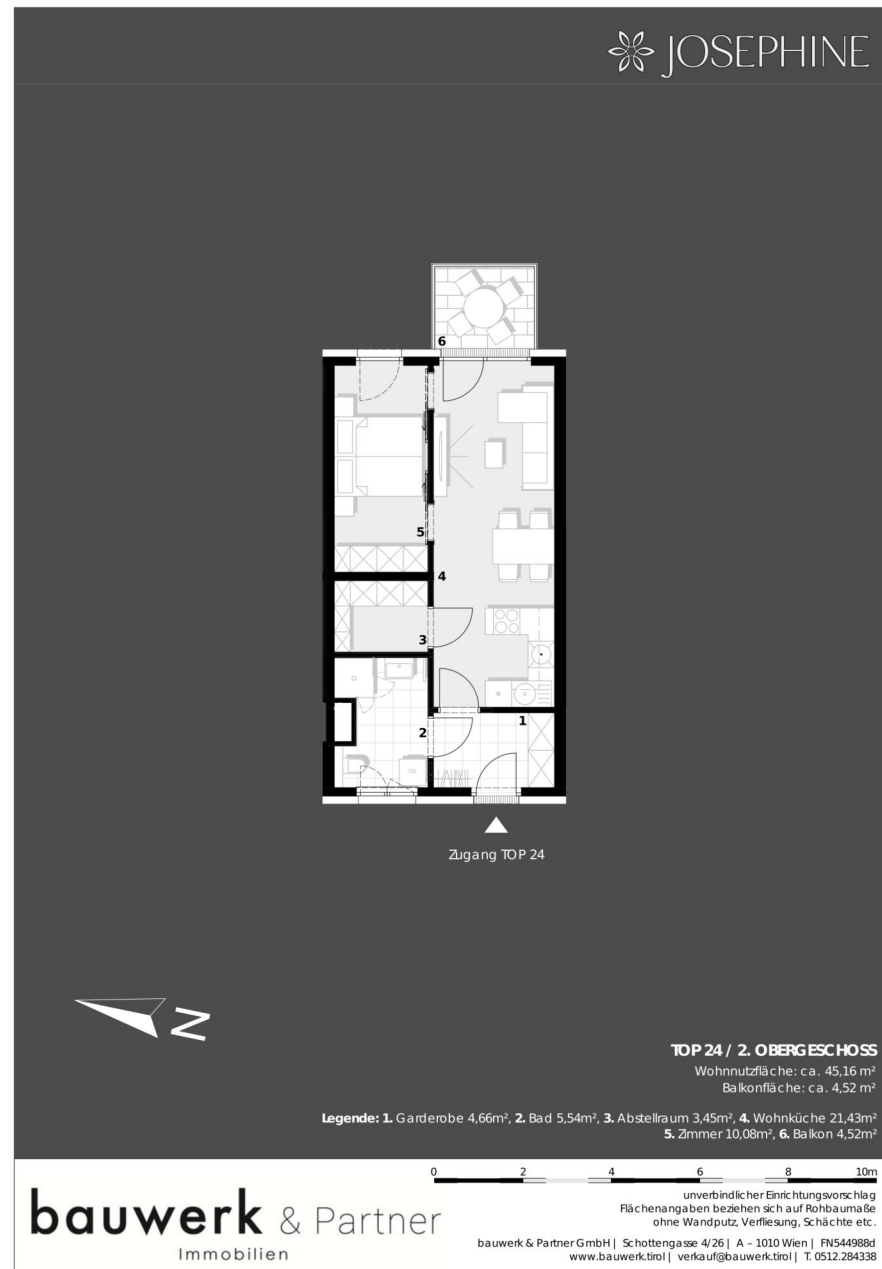 JOSEPHINE
6
5
4
3
2
1
Zugang TOP 24
N
TOP 24 / 2. OBERGESCHOSS
Wohnnutzfläche: ca. 45,16 m²
Balkonfläche: ca. 4,52 m²
Legende: 1. Garderobe 4,66m², 2. Bad 5,54m², 3. Abstellraum 3,45m², 4. Wohnküche 21,43m²
5. Zimmer 10,08m², 6. Balkon 4,52m²
0 2 4 6 8 10m
bauwerk & Partner
Immobilien
unverbindlicher Einrichtungsvorschlag
Flächenangaben beziehen sich auf Rohbaumaße
ohne Wandputz, Verfliesung, Schächte etc.
bauwerk & Partner GmbH | Schottengasse 4/26 | A – 1010 Wien | FN544988d
www.bauwerk.tirol | verkauf@bauwerk.tirol | T. 0512.284338